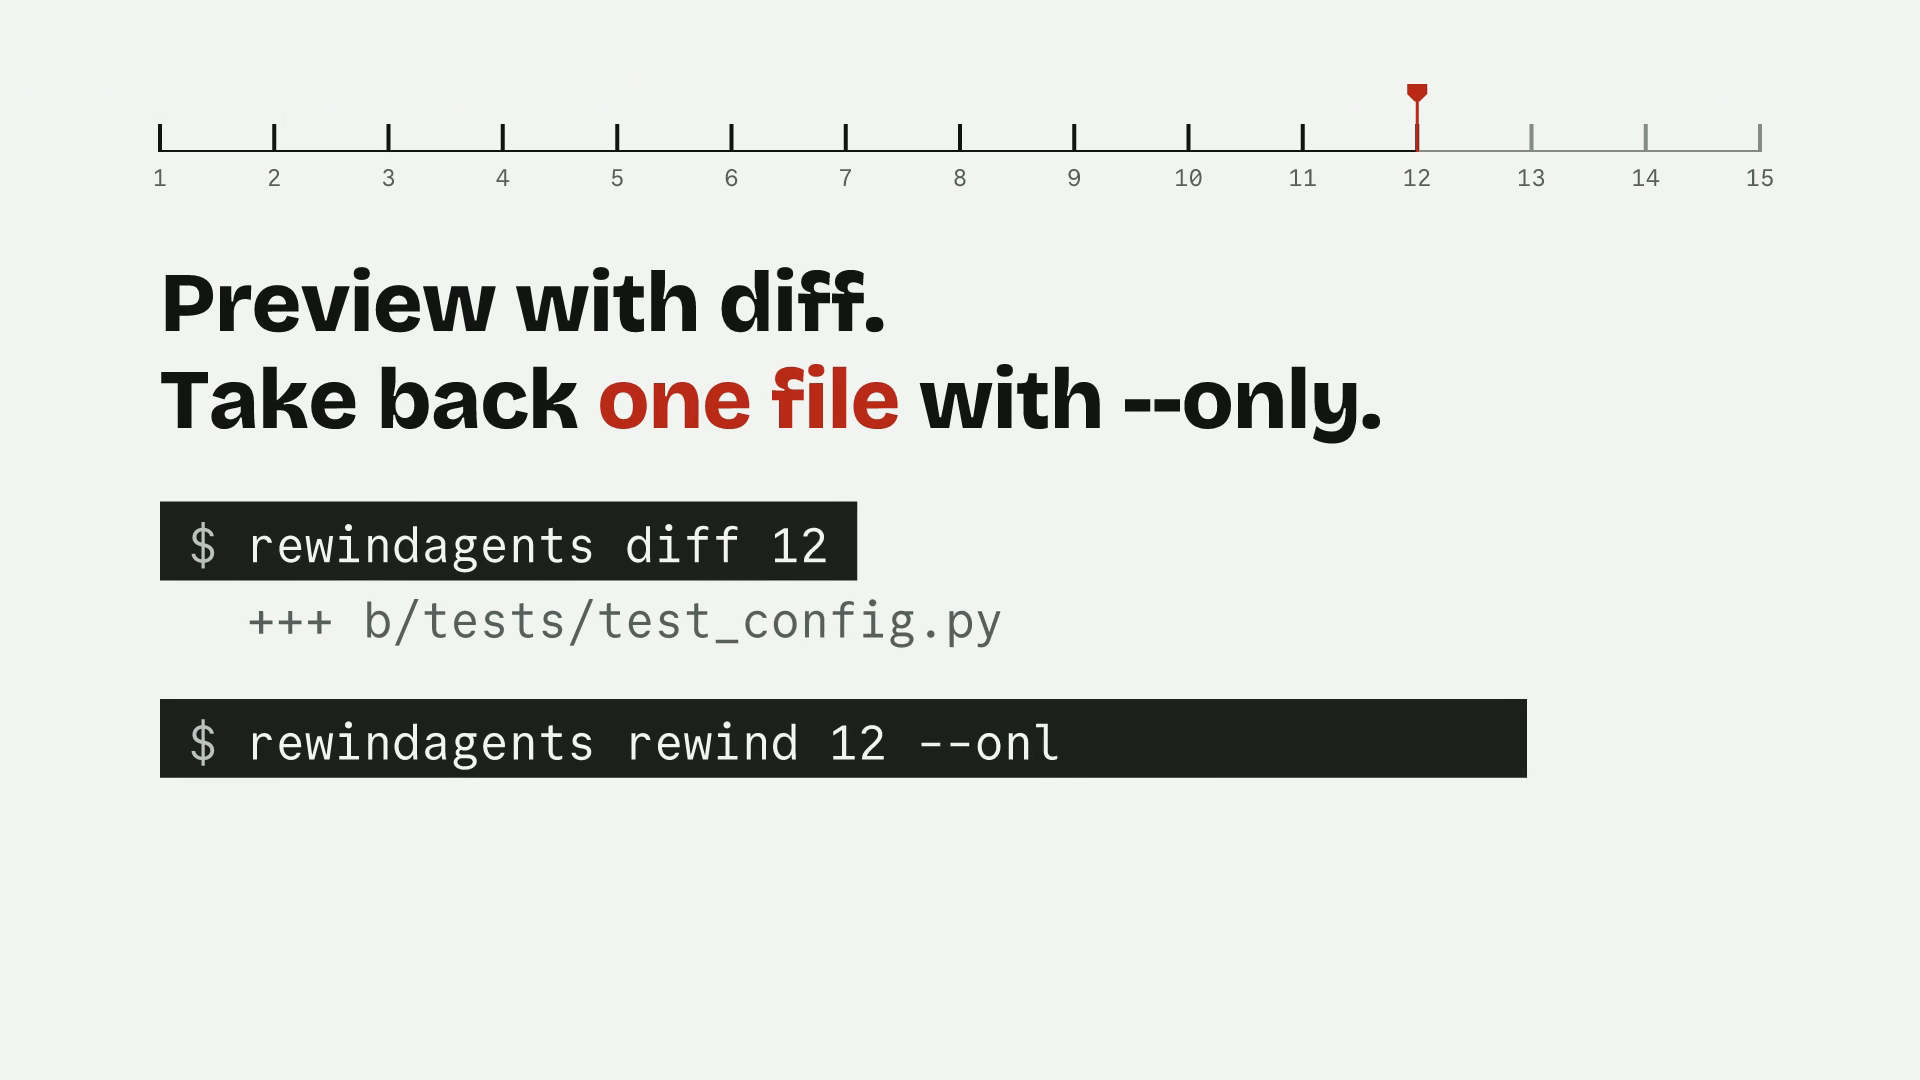 1 2 3 4 5 6 7 8 9 10 11 12 13 14 15
Preview with diff.
Take back one file with --only.
$ rewindagents diff 12
+++ b/tests/test_config.py
$ rewindagents rewind 12 --onl